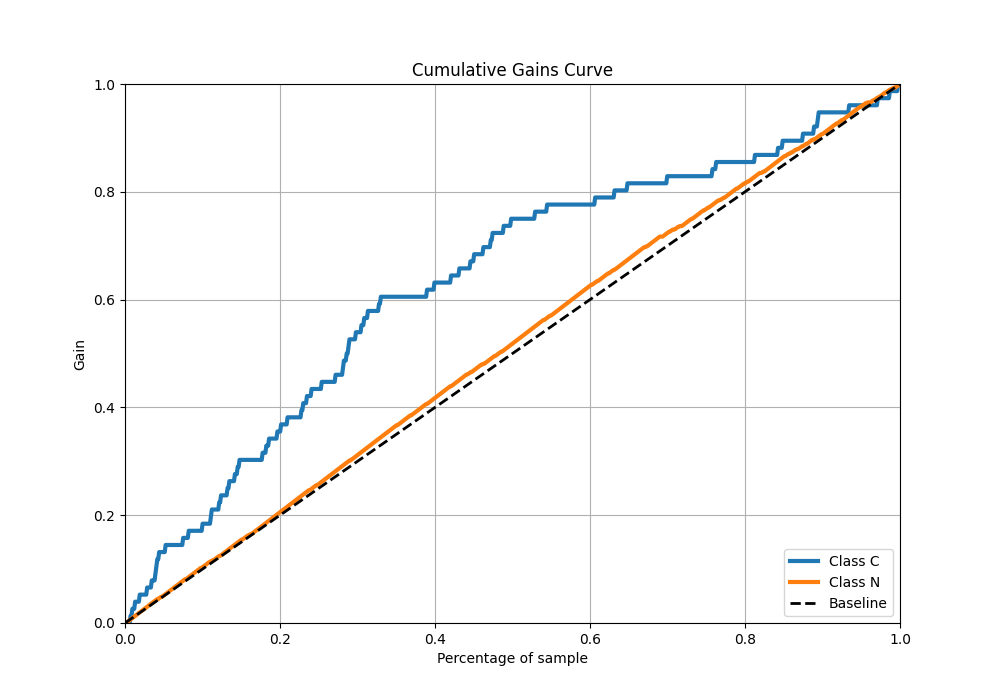 Cumulative Gains Curve
Gain
1.0
0.8
0.6
0.4
0.2
0.0
0.0 0.2 0.4 0.6 0.8 1.0
Percentage of sample
Class C
Class N
Baseline